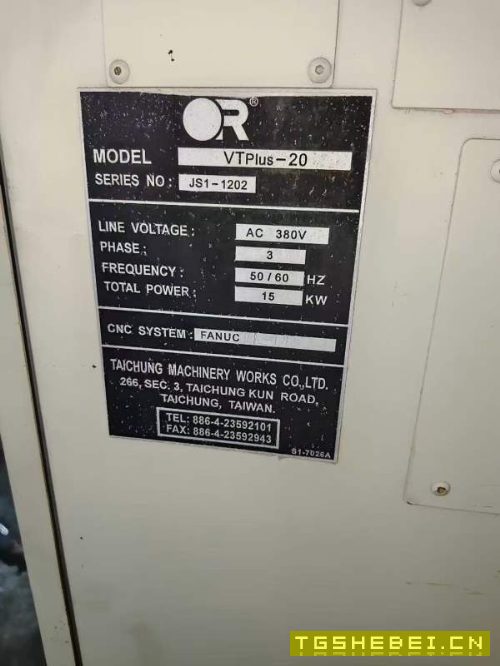 OR®
MODEL VTPlus-20
SERIES NO: JS1-1202
LINE VOLTAGE: AC 380V
PHASE: 3
FREQUENCY: 50/60 HZ
TOTAL POWER: 15 KW
CNC SYSTEM: FANUC
TAICHUNG MACHINERY WORKS CO.,LTD.
266, SEC. 3, TAICHUNG KUN ROAD,
TAICHUNG, TAIWAN.
TEL: 886-4-23592101
FAX: 886-4-23592943
S1-7026A
TGSHEBEI.CN